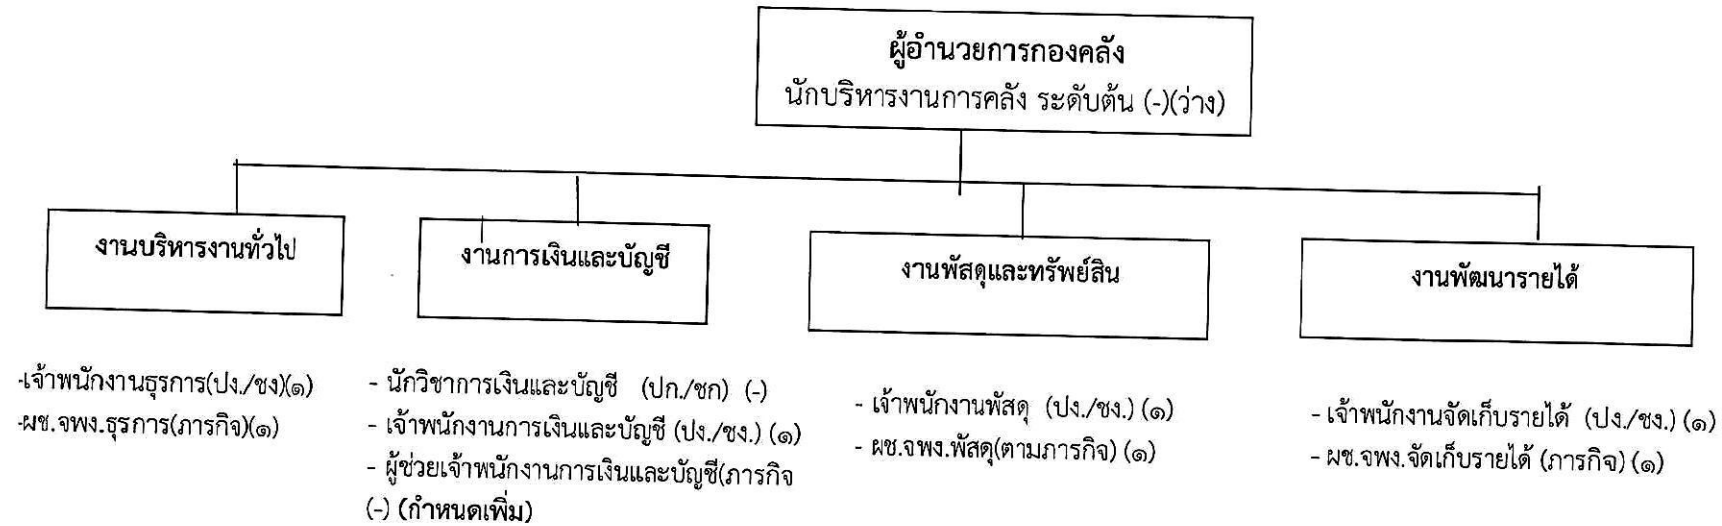 ผู้อำนวยการกองคลัง
นักบริหารงานการคลัง ระดับต้น (-)(ว่าง)
งานบริหารงานทั่วไป
-เจ้าพนักงานธุรการ(ปง./ชง)(๑)
-ผช.จพง.ธุรการ(ภารกิจ)(๑)
งานการเงินและบัญชี
- นักวิชาการเงินและบัญชี (ปก./ชก) (-)
- เจ้าพนักงานการเงินและบัญชี (ปง./ชง.) (๑)
- ผู้ช่วยเจ้าพนักงานการเงินและบัญชี(ภารกิจ
(-) (กำหนดเพิ่ม)
งานพัสดุและทรัพย์สิน
- เจ้าพนักงานพัสดุ (ปง./ชง.) (๑)
- ผช.จพง.พัสดุ(ตามภารกิจ) (๑)
งานพัฒนารายได้
- เจ้าพนักงานจัดเก็บรายได้ (ปง./ชง.) (๑)
- ผช.จพง.จัดเก็บรายได้ (ภารกิจ) (๑)